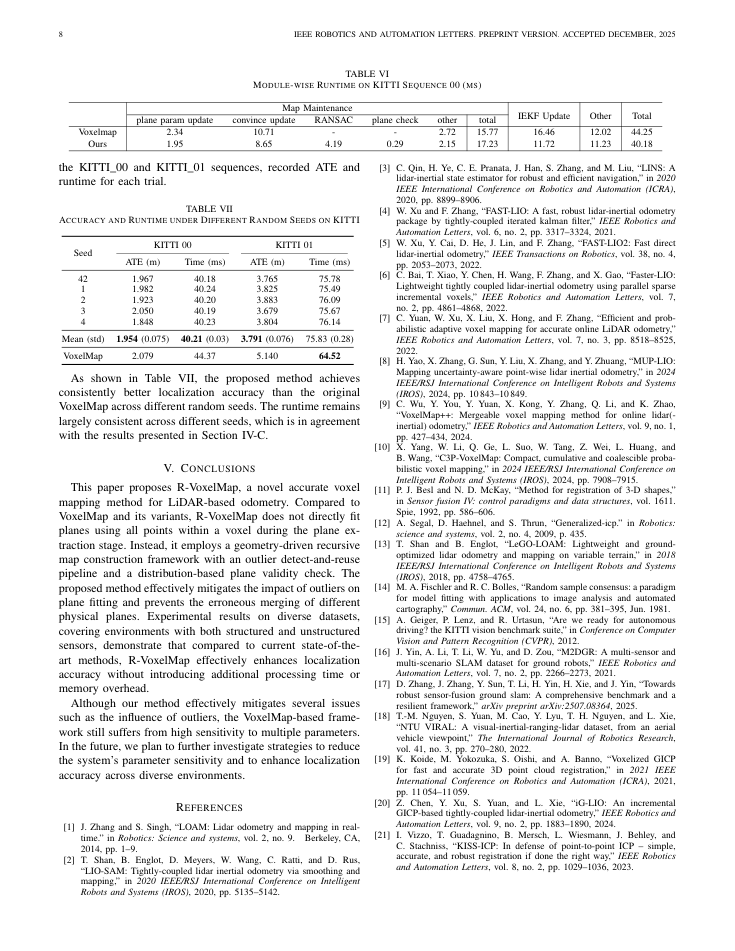 8
IEEE ROBOTICS AND AUTOMATION LETTERS. PREPRINT VERSION. ACCEPTED DECEMBER, 2025
TABLE VI
MODULE-WISE RUNTIME ON KITTI SEQUENCE 00 (MS)
Map Maintenance IEKF Update Other Total
plane param update convince update RANSAC plane check other total
Voxelmap 2.34 10.71 - - 2.72 15.77 16.46 12.02 44.25
Ours 1.95 8.65 4.19 0.29 2.15 17.23 11.72 11.23 40.18
the KITTI_00 and KITTI_01 sequences, recorded ATE and
runtime for each trial.
TABLE VII
ACCURACY AND RUNTIME UNDER DIFFERENT RANDOM SEEDS ON KITTI
Seed KITTI 00 KITTI 01
ATE (m) Time (ms) ATE (m) Time (ms)
42 1.967 40.18 3.765 75.78
1 1.982 40.24 3.825 75.49
2 1.923 40.20 3.883 76.09
3 2.050 40.19 3.679 75.67
4 1.848 40.23 3.804 76.14
Mean (std) 1.954 (0.075) 40.21 (0.03) 3.791 (0.076) 75.83 (0.28)
VoxelMap 2.079 44.37 5.140 64.52
As shown in Table VII, the proposed method achieves
consistently better localization accuracy than the original
VoxelMap across different random seeds. The runtime remains
largely consistent across different seeds, which is in agreement
with the results presented in Section IV-C.
V. CONCLUSIONS
This paper proposes R-VoxelMap, a novel accurate voxel
mapping method for LiDAR-based odometry. Compared to
VoxelMap and its variants, R-VoxelMap does not directly fit
planes using all points within a voxel during the plane ex-
traction stage. Instead, it employs a geometry-driven recursive
map construction framework with an outlier detect-and-reuse
pipeline and a distribution-based plane validity check. The
proposed method effectively mitigates the impact of outliers on
plane fitting and prevents the erroneous merging of different
physical planes. Experimental results on diverse datasets,
covering environments with both structured and unstructured
sensors, demonstrate that compared to current state-of-the-
art methods, R-VoxelMap effectively enhances localization
accuracy without introducing additional processing time or
memory overhead.
Although our method effectively mitigates several issues
such as the influence of outliers, the VoxelMap-based frame-
work still suffers from high sensitivity to multiple parameters.
In the future, we plan to further investigate strategies to reduce
the system's parameter sensitivity and to enhance localization
accuracy across diverse environments.
REFERENCES
[1] J. Zhang and S. Singh, “LOAM: Lidar odometry and mapping in real-
time.” in Robotics: Science and systems, vol. 2, no. 9. Berkeley, CA,
2014, pp. 1–9.
[2] T. Shan, B. Englot, D. Meyers, W. Wang, C. Ratti, and D. Rus,
“LIO-SAM: Tightly-coupled lidar inertial odometry via smoothing and
mapping,” in 2020 IEEE/RSJ International Conference on Intelligent
Robots and Systems (IROS), 2020, pp. 5135–5142.
[3] C. Qin, H. Ye, C. E. Pranata, J. Han, S. Zhang, and M. Liu, “LINS: A
lidar-inertial state estimator for robust and efficient navigation,” in 2020
IEEE International Conference on Robotics and Automation (ICRA),
2020, pp. 8899–8906.
[4] W. Xu and F. Zhang, “FAST-LIO: A fast, robust lidar-inertial odometry
package by tightly-coupled iterated kalman filter,” IEEE Robotics and
Automation Letters, vol. 6, no. 2, pp. 3317–3324, 2021.
[5] W. Xu, Y. Cai, D. He, J. Lin, and F. Zhang, “FAST-LIO2: Fast direct
lidar-inertial odometry,” IEEE Transactions on Robotics, vol. 38, no. 4,
pp. 2053–2073, 2022.
[6] C. Bai, T. Xiao, Y. Chen, H. Wang, F. Zhang, and X. Gao, “Faster-LIO:
Lightweight tightly coupled lidar-inertial odometry using parallel sparse
incremental voxels,” IEEE Robotics and Automation Letters, vol. 7,
no. 2, pp. 4861–4868, 2022.
[7] C. Yuan, W. Xu, X. Liu, X. Hong, and F. Zhang, “Efficient and prob-
abilistic adaptive voxel mapping for accurate online LiDAR odometry,”
IEEE Robotics and Automation Letters, vol. 7, no. 3, pp. 8518–8525,
2022.
[8] H. Yao, X. Zhang, G. Sun, Y. Liu, X. Zhang, and Y. Zhuang, “MUP-LIO:
Mapping uncertainty-aware point-wise lidar inertial odometry,” in 2024
IEEE/RSJ International Conference on Intelligent Robots and Systems
(IROS), 2024, pp. 10 843–10 849.
[9] C. Wu, Y. You, Y. Yuan, X. Kong, Y. Zhang, Q. Li, and K. Zhao,
“VoxelMap++: Mergeable voxel mapping method for online lidar(-
inertial) odometry,” IEEE Robotics and Automation Letters, vol. 9, no. 1,
pp. 427–434, 2024.
[10] X. Yang, W. Li, Q. Ge, L. Suo, W. Tang, Z. Wei, L. Huang, and
B. Wang, “C3P-VoxelMap: Compact, cumulative and coalescible proba-
bilistic voxel mapping,” in 2024 IEEE/RSJ International Conference on
Intelligent Robots and Systems (IROS), 2024, pp. 7908–7915.
[11] P. J. Besl and N. D. McKay, “Method for registration of 3-D shapes,”
in Sensor fusion IV: control paradigms and data structures, vol. 1611.
Spie, 1992, pp. 586–606.
[12] A. Segal, D. Haehnel, and S. Thrun, “Generalized-icp.” in Robotics:
science and systems, vol. 2, no. 4, 2009, p. 435.
[13] T. Shan and B. Englot, “LeGO-LOAM: Lightweight and ground-
optimized lidar odometry and mapping on variable terrain,” in 2018
IEEE/RSJ International Conference on Intelligent Robots and Systems
(IROS), 2018, pp. 4758–4765.
[14] M. A. Fischler and R. C. Bolles, “Random sample consensus: a paradigm
for model fitting with applications to image analysis and automated
cartography,” Commun. ACM, vol. 24, no. 6, pp. 381–395, Jun. 1981.
[15] A. Geiger, P. Lenz, and R. Urtasun, “Are we ready for autonomous
driving? the KITTI vision benchmark suite,” in Conference on Computer
Vision and Pattern Recognition (CVPR), 2012.
[16] J. Yin, A. Li, T. Li, W. Yu, and D. Zou, “M2DGR: A multi-sensor and
multi-scenario SLAM dataset for ground robots,” IEEE Robotics and
Automation Letters, vol. 7, no. 2, pp. 2266–2273, 2021.
[17] D. Zhang, J. Zhang, Y. Sun, T. Li, H. Yin, H. Xie, and J. Yin, “Towards
robust sensor-fusion ground slam: A comprehensive benchmark and a
resilient framework,” arXiv preprint arXiv:2507.08364, 2025.
[18] T.-M. Nguyen, S. Yuan, M. Cao, Y. Lyu, T. H. Nguyen, and L. Xie,
“NTU VIRAL: A visual-inertial-ranging-lidar dataset, from an aerial
vehicle viewpoint,” The International Journal of Robotics Research,
vol. 41, no. 3, pp. 270–280, 2022.
[19] K. Koide, M. Yokozuka, S. Oishi, and A. Banno, “Voxelized GICP
for fast and accurate 3D point cloud registration,” in 2021 IEEE
International Conference on Robotics and Automation (ICRA), 2021,
pp. 11 054–11 059.
[20] Z. Chen, Y. Xu, S. Yuan, and L. Xie, “iG-LIO: An incremental
GICP-based tightly-coupled lidar-inertial odometry,” IEEE Robotics and
Automation Letters, vol. 9, no. 2, pp. 1883–1890, 2024.
[21] I. Vizzo, T. Guadagnino, B. Mersch, L. Wiesmann, J. Behley, and
C. Stachniss, “KISS-ICP: In defense of point-to-point ICP – simple,
accurate, and robust registration if done the right way,” IEEE Robotics
and Automation Letters, vol. 8, no. 2, pp. 1029–1036, 2023.